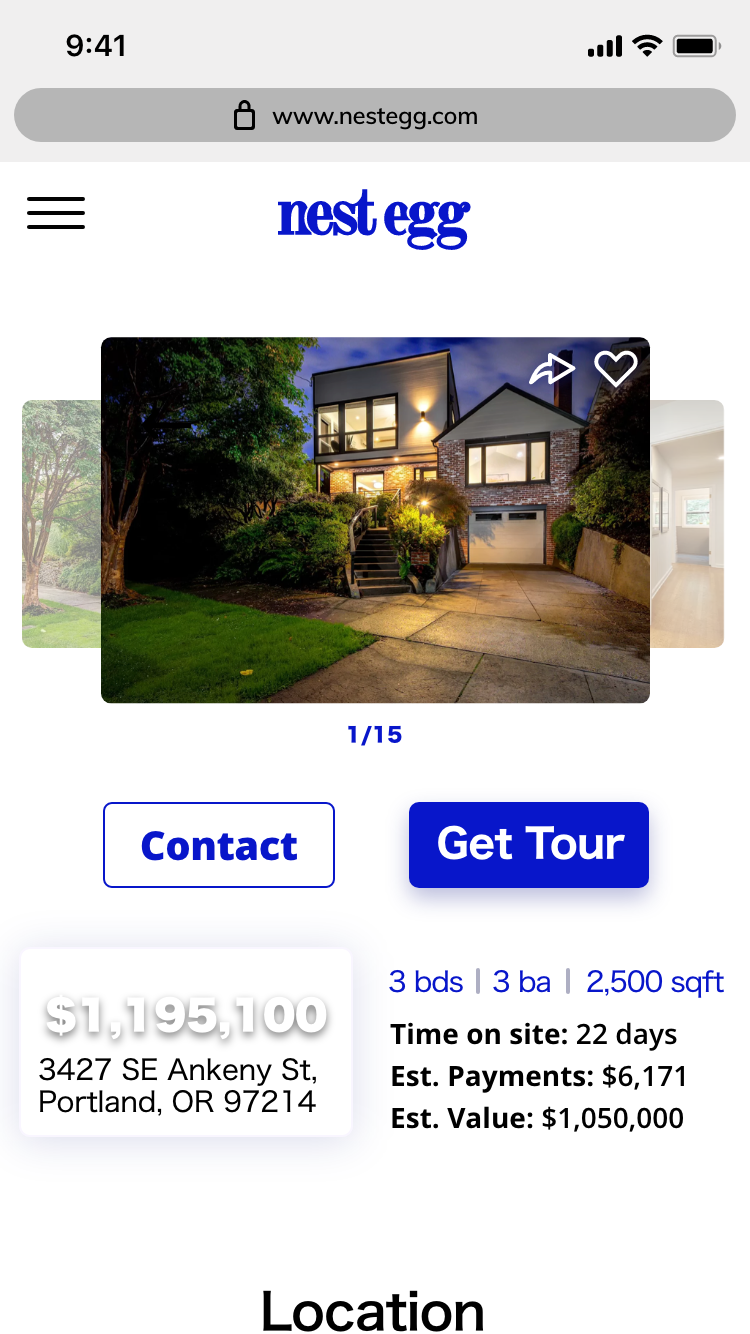 9:41
www.nestegg.com
nest egg
1/15
Contact
Get Tour
$1,195,100
3427 SE Ankeny St,
Portland, OR 97214
3 bds | 3 ba | 2,500 sqft
Time on site: 22 days
Est. Payments: $6,171
Est. Value: $1,050,000
Location